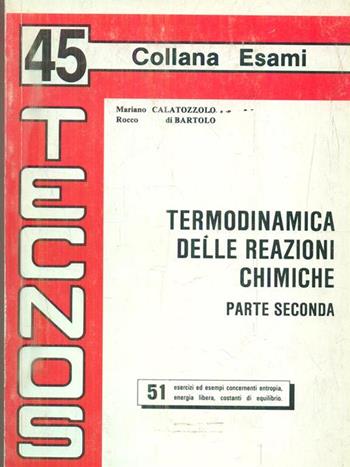 45
Collana Esami
TECNOS
Mariano CALATOZZOLO
Rocco di BARTOLO
TERMODINAMICA
DELLE REAZIONI
CHIMICHE
PARTE SECONDA
51 esercizi ed esempi concernenti entropia,
energia libera, costanti di equilibrio.